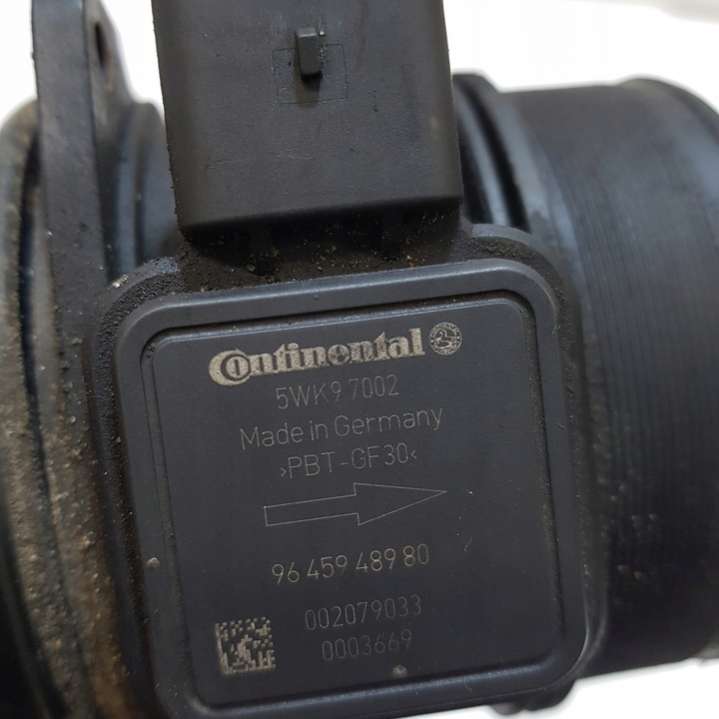 Continental
5WK9 7002
Made in Germany
>PBT-GF30<
96 459 489 80
002079033
0003669